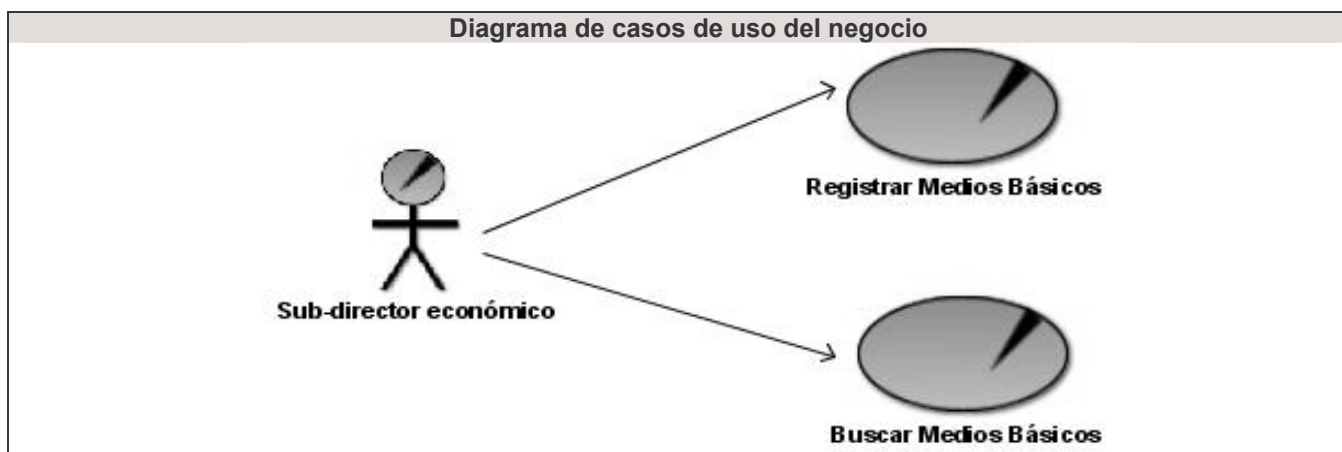 Diagrama de casos de uso del negocio
Registrar Medios Básicos
Sub-director económico
Buscar Medios Básicos